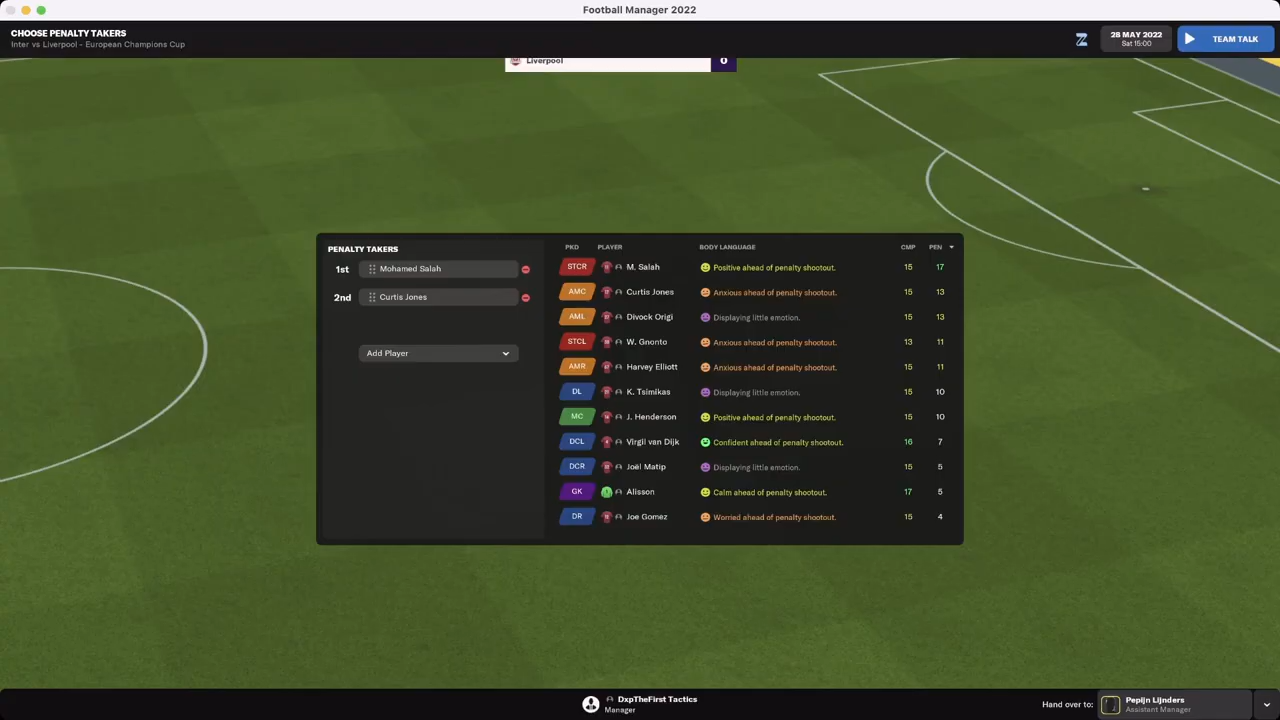 Football Manager 2022
CHOOSE PENALTY TAKERS
Inter vs Liverpool - European Champions Cup
28 MAY 2022
Sat 15:00
TEAM TALK
Liverpool 0
PENALTY TAKERS
1st Mohamed Salah
2nd Curtis Jones
Add Player
PKD PLAYER BODY LANGUAGE CMP PEN
STCR M. Salah Positive ahead of penalty shootout. 15 17
AMC Curtis Jones Anxious ahead of penalty shootout. 15 13
AML Divock Origi Displaying little emotion. 15 13
STCL W. Gnonto Anxious ahead of penalty shootout. 13 11
AMR Harvey Elliott Anxious ahead of penalty shootout. 15 11
DL K. Tsimikas Displaying little emotion. 15 10
MC J. Henderson Positive ahead of penalty shootout. 15 10
DCL Virgil van Dijk Confident ahead of penalty shootout. 16 7
DCR Joël Matip Displaying little emotion. 15 5
GK Alisson Calm ahead of penalty shootout. 17 5
DR Joe Gomez Worried ahead of penalty shootout. 15 4
DxpTheFirst Tactics
Manager
Hand over to:
Pepijn Lijnders
Assistant Manager